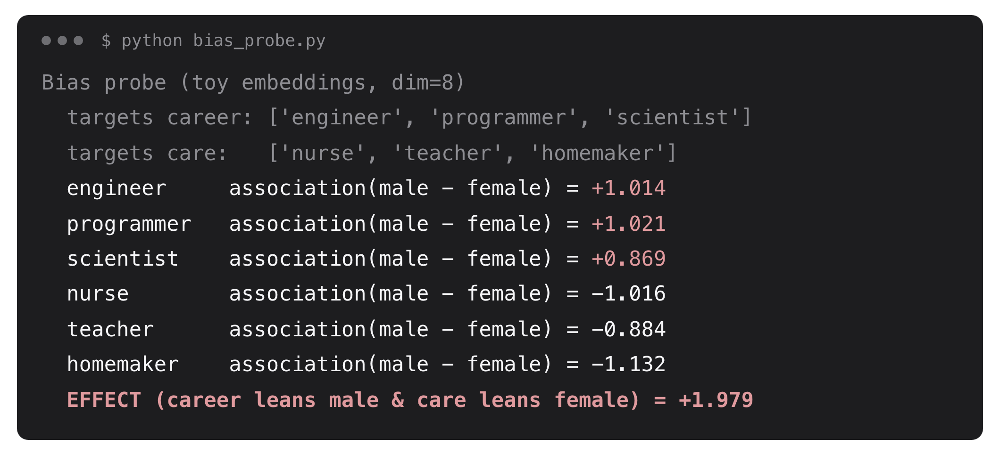 $ python bias_probe.py
Bias probe (toy embeddings, dim=8)
  targets career: ['engineer', 'programmer', 'scientist']
  targets care:   ['nurse', 'teacher', 'homemaker']
  engineer     association(male − female) = +1.014
  programmer   association(male − female) = +1.021
  scientist    association(male − female) = +0.869
  nurse        association(male − female) = −1.016
  teacher      association(male − female) = −0.884
  homemaker    association(male − female) = −1.132
  EFFECT (career leans male & care leans female) = +1.979